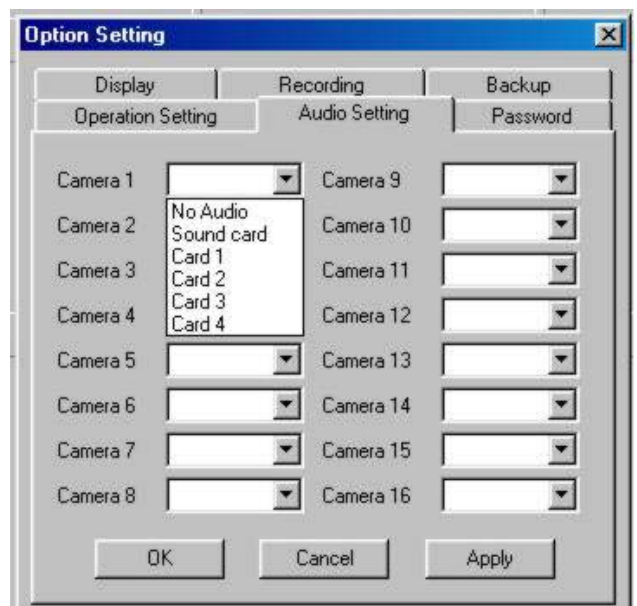 Option Setting
Display Recording Backup
Operation Setting Audio Setting Password
Camera 1 Camera 9
No Audio
Camera 2 Camera 10
Sound card
Card 1
Camera 3 Camera 11
Card 2
Card 3
Camera 4 Camera 12
Card 4
Camera 5 Camera 13
Camera 6 Camera 14
Camera 7 Camera 15
Camera 8 Camera 16
OK Cancel Apply